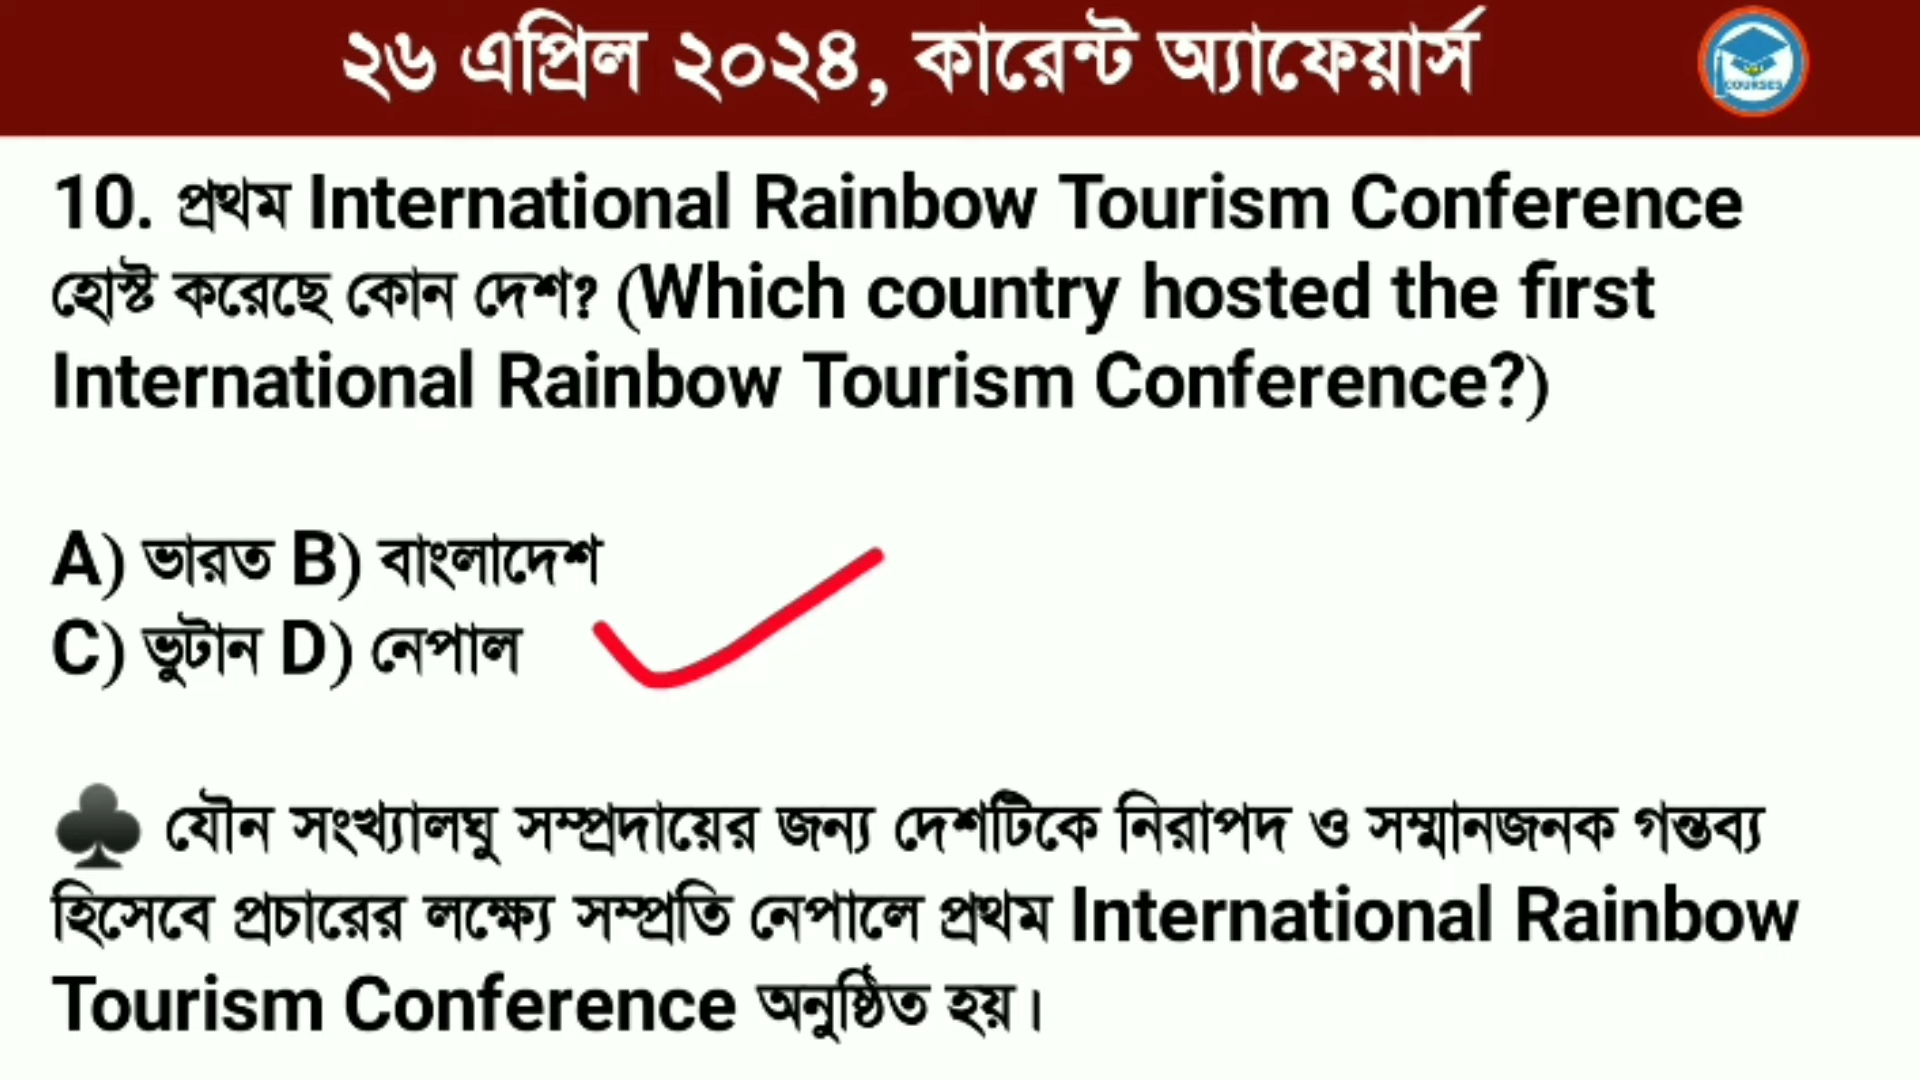 ২৬ এপ্রিল ২০২৪, কারেন্ট অ্যাফেয়ার্স
COURSES
10. প্রথম International Rainbow Tourism Conference
হোস্ট করেছে কোন দেশ? (Which country hosted the first
International Rainbow Tourism Conference?)
A) ভারত B) বাংলাদেশ
C) ভুটান D) নেপাল
♣ যৌন সংখ্যালঘু সম্প্রদায়ের জন্য দেশটিকে নিরাপদ ও সম্মানজনক গন্তব্য
হিসেবে প্রচারের লক্ষ্যে সম্প্রতি নেপালে প্রথম International Rainbow
Tourism Conference অনুষ্ঠিত হয়।